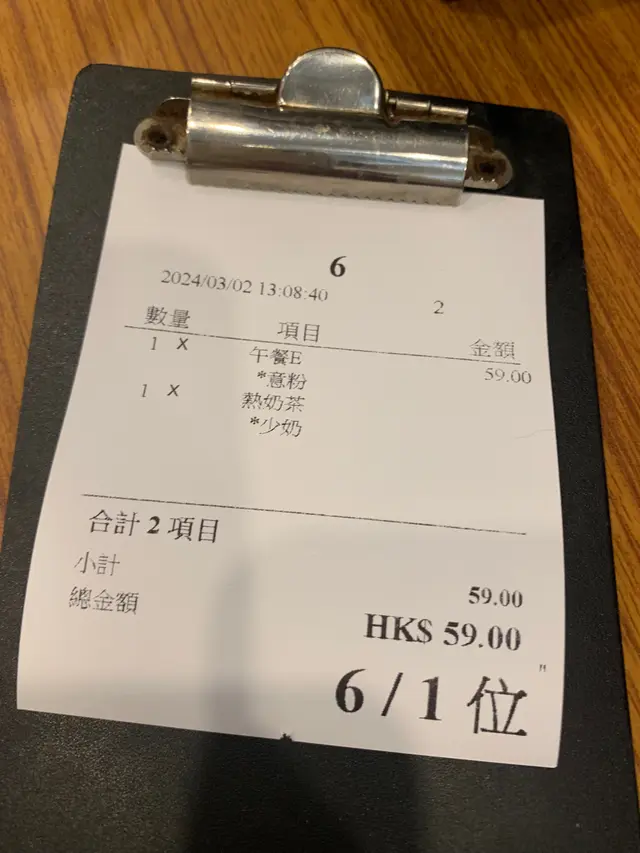 6
2024/03/02 13:08:40 2
數量 項目 金額
1 X 午餐E 59.00
*意粉
1 X 熱奶茶
*少奶
合計 2 項目
小計 59.00
總金額 HK$ 59.00
6 / 1 位